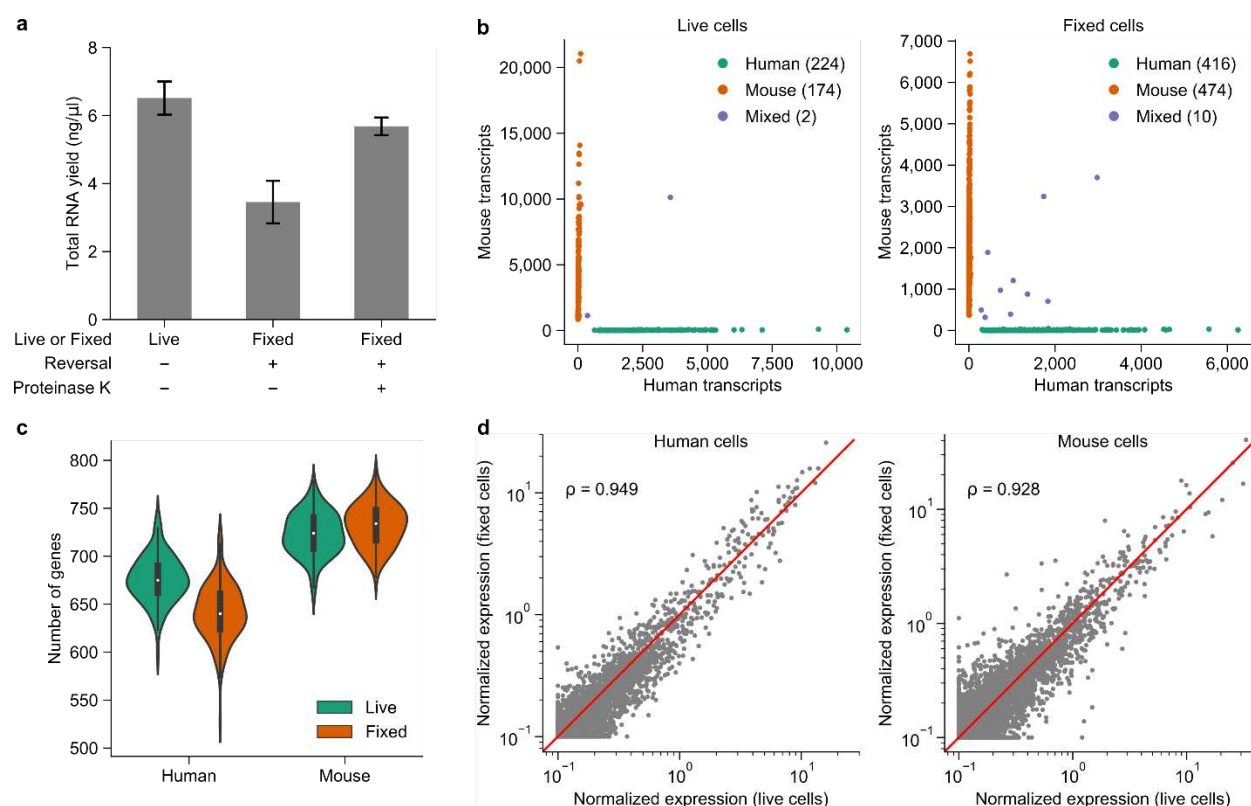 a
Total RNA yield (ng/µl)
8
6
4
2
0
Live or Fixed Live Fixed Fixed
Reversal – + +
Proteinase K – – +
b
Live cells
Mouse transcripts
20,000
15,000
10,000
5,000
0
Human (224)
Mouse (174)
Mixed (2)
0 2,500 5,000 7,500 10,000
Human transcripts
Fixed cells
Mouse transcripts
7,000
6,000
5,000
4,000
3,000
2,000
1,000
0
Human (416)
Mouse (474)
Mixed (10)
0 2,000 4,000 6,000
Human transcripts
c
Number of genes
800
750
700
650
600
550
500
Live
Fixed
Human Mouse
d
Human cells
Normalized expression (fixed cells)
ρ = 0.949
10¹
10⁰
10⁻¹
10⁻¹ 10⁰ 10¹
Normalized expression (live cells)
Mouse cells
Normalized expression (fixed cells)
ρ = 0.928
10¹
10⁰
10⁻¹
10⁻¹ 10⁰ 10¹
Normalized expression (live cells)